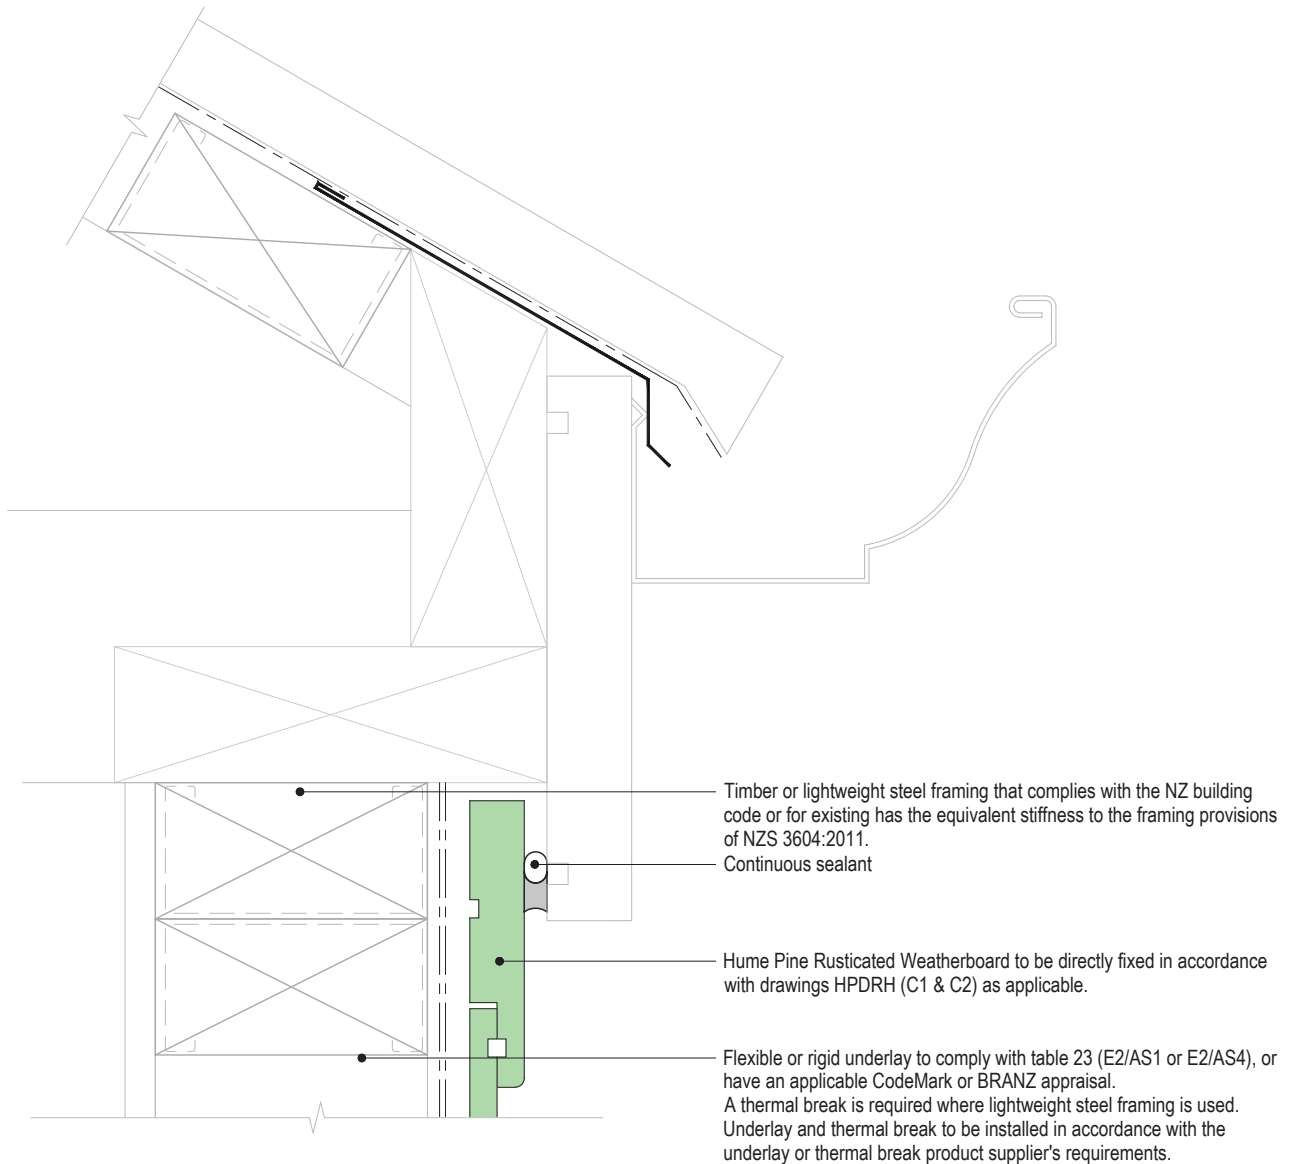 Timber or lightweight steel framing that complies with the NZ building
code or for existing has the equivalent stiffness to the framing provisions
of NZS 3604:2011.
Continuous sealant
Hume Pine Rusticated Weatherboard to be directly fixed in accordance
with drawings HPDRH (C1 & C2) as applicable.
Flexible or rigid underlay to comply with table 23 (E2/AS1 or E2/AS4), or
have an applicable CodeMark or BRANZ appraisal.
A thermal break is required where lightweight steel framing is used.
Underlay and thermal break to be installed in accordance with the
underlay or thermal break product supplier's requirements.